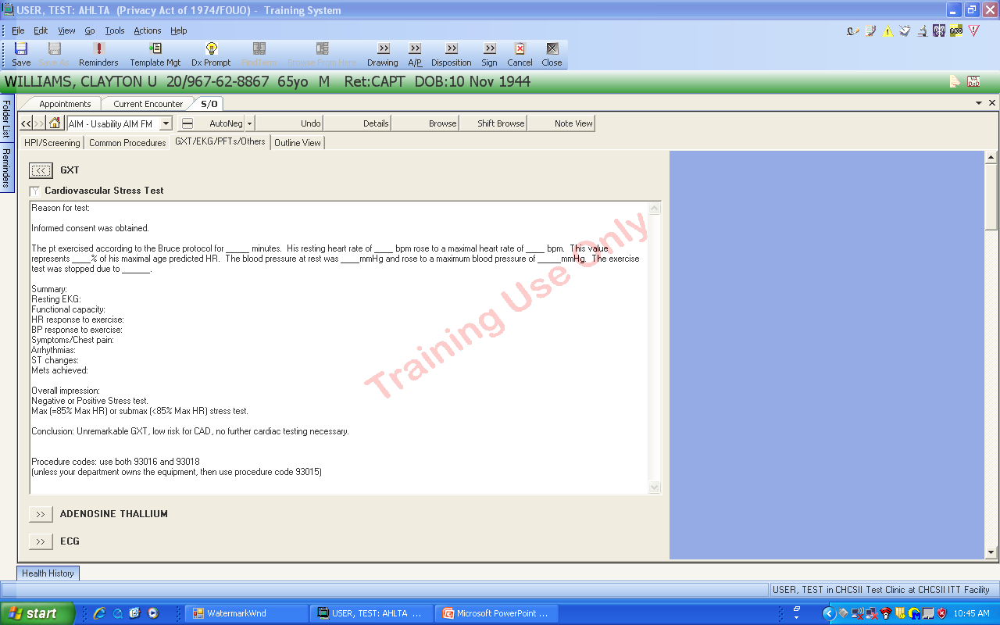 USER, TEST: AHLTA (Privacy Act of 1974/FOUO) - Training System
File Edit View Go Tools Actions Help
Save Save As Reminders Template Mgt Dx Prompt FindTerm Browse From Here Drawing A/P Disposition Sign Cancel Close
WILLIAMS, CLAYTON U 20/967-62-8867 65yo M Ret:CAPT DOB:10 Nov 1944
Folder List
Reminders
Appointments Current Encounter S/O
<< >> AIM - Usability AIM FM AutoNeg Undo Details Browse Shift Browse Note View
HPI/Screening Common Procedures GXT/EKG/PFTs/Others Outline View
<< GXT
Y Cardiovascular Stress Test
Reason for test:
Informed consent was obtained.
The pt exercised according to the Bruce protocol for _____ minutes. His resting heart rate of ____ bpm rose to a maximal heart rate of ____ bpm. This value
represents ____% of his maximal age predicted HR. The blood pressure at rest was ____mmHg and rose to a maximum blood pressure of _____mmHg. The exercise
test was stopped due to ______.
Summary:
Resting EKG:
Functional capacity:
HR response to exercise:
BP response to exercise:
Symptoms/Chest pain:
Arrhythmias:
ST changes:
Mets achieved:
Overall impression:
Negative or Positive Stress test.
Max (=85% Max HR) or submax (<85% Max HR) stress test.
Conclusion: Unremarkable GXT, low risk for CAD, no further cardiac testing necessary.
Procedure codes: use both 93016 and 93018
(unless your department owns the equipment, then use procedure code 93015)
Training Use Only
>> ADENOSINE THALLIUM
>> ECG
Health History
USER, TEST in CHCSII Test Clinic at CHCSII ITT Facility
start WatermarkWnd USER, TEST: AHLTA ... Microsoft PowerPoint ... 10:45 AM